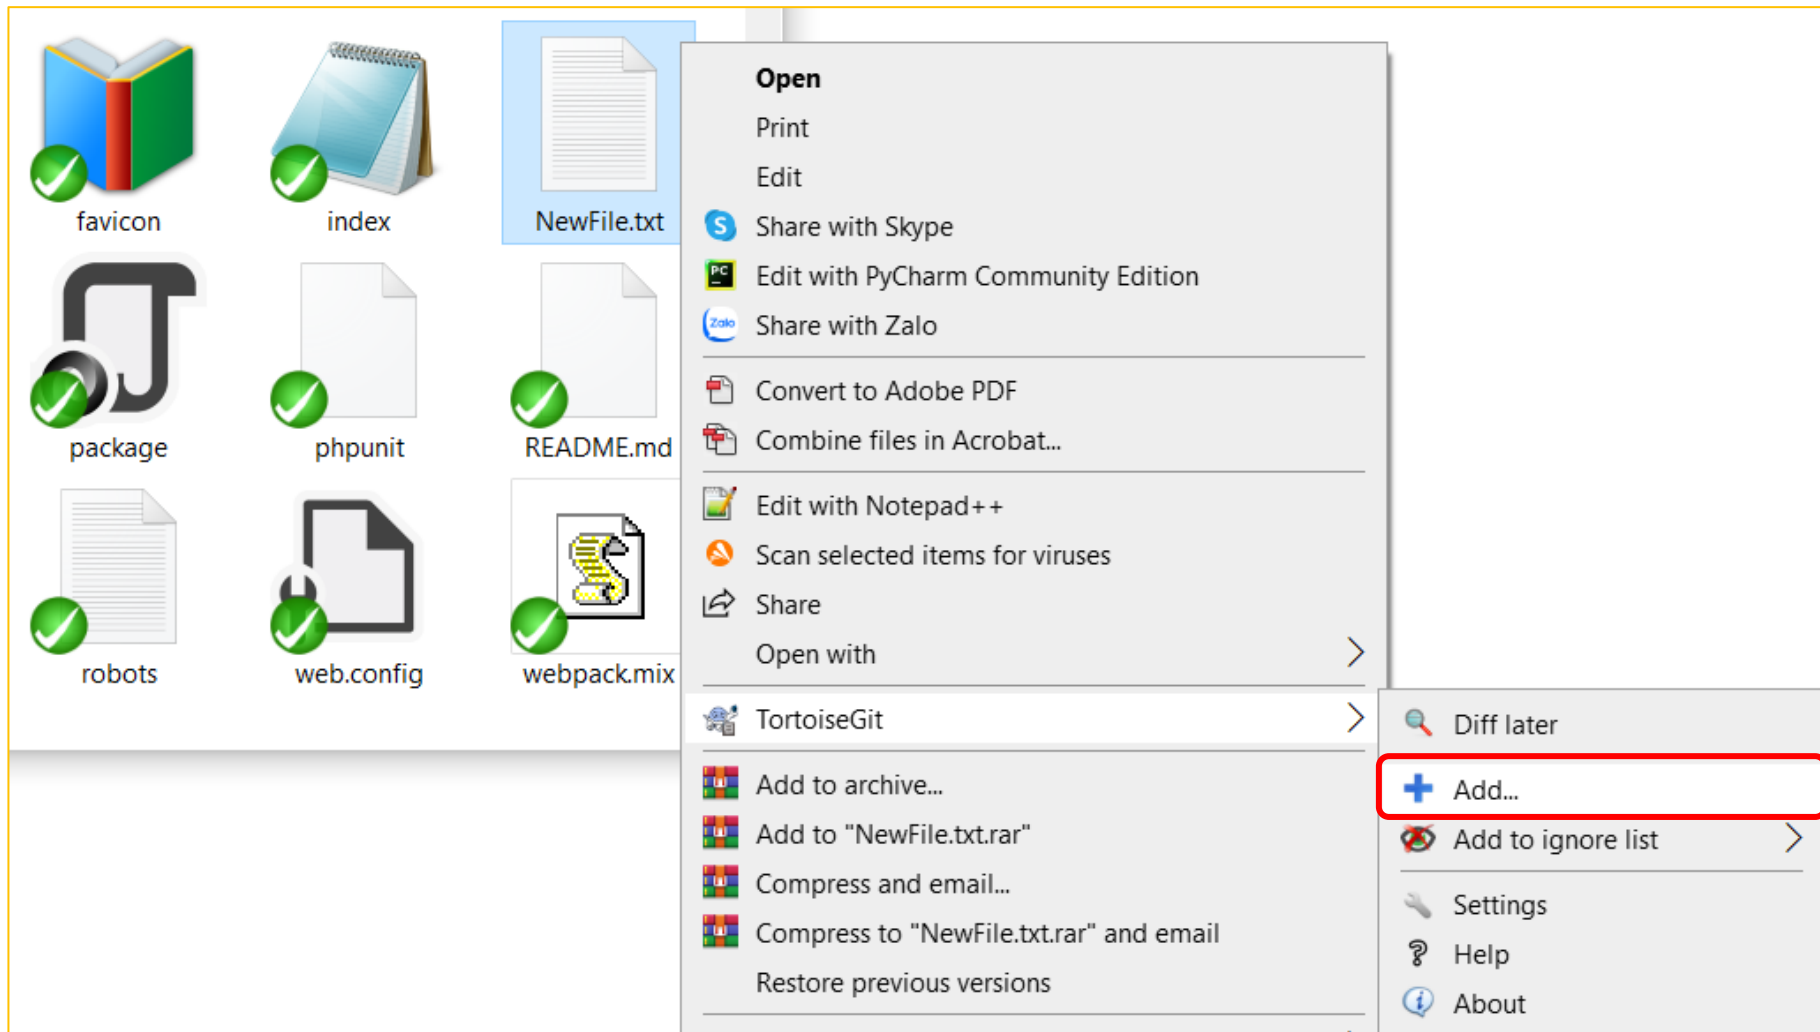 favicon
index
NewFile.txt
package
phpunit
README.md
robots
web.config
webpack.mix
Open
Print
Edit
S
Share with Skype
PC
Edit with PyCharm Community Edition
Zalo
Share with Zalo
Convert to Adobe PDF
Combine files in Acrobat...
Edit with Notepad++
Scan selected items for viruses
Share
Open with
TortoiseGit
Add to archive...
Add to "NewFile.txt.rar"
Compress and email...
Compress to "NewFile.txt.rar" and email
Restore previous versions
Diff later
Add...
Add to ignore list
Settings
Help
About